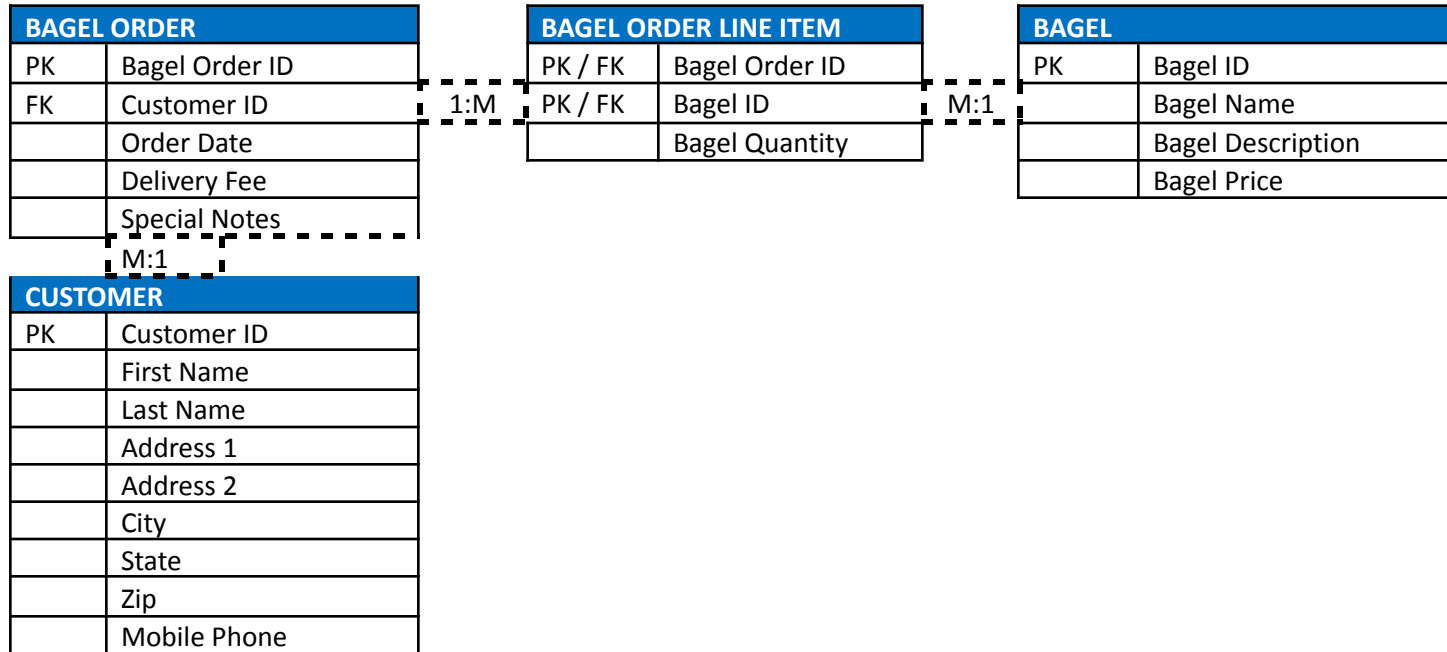 BAGEL ORDER
PK Bagel Order ID
FK Customer ID
Order Date
Delivery Fee
Special Notes
1:M
BAGEL ORDER LINE ITEM
PK / FK Bagel Order ID
PK / FK Bagel ID
Bagel Quantity
M:1
BAGEL
PK Bagel ID
Bagel Name
Bagel Description
Bagel Price
M:1
CUSTOMER
PK Customer ID
First Name
Last Name
Address 1
Address 2
City
State
Zip
Mobile Phone